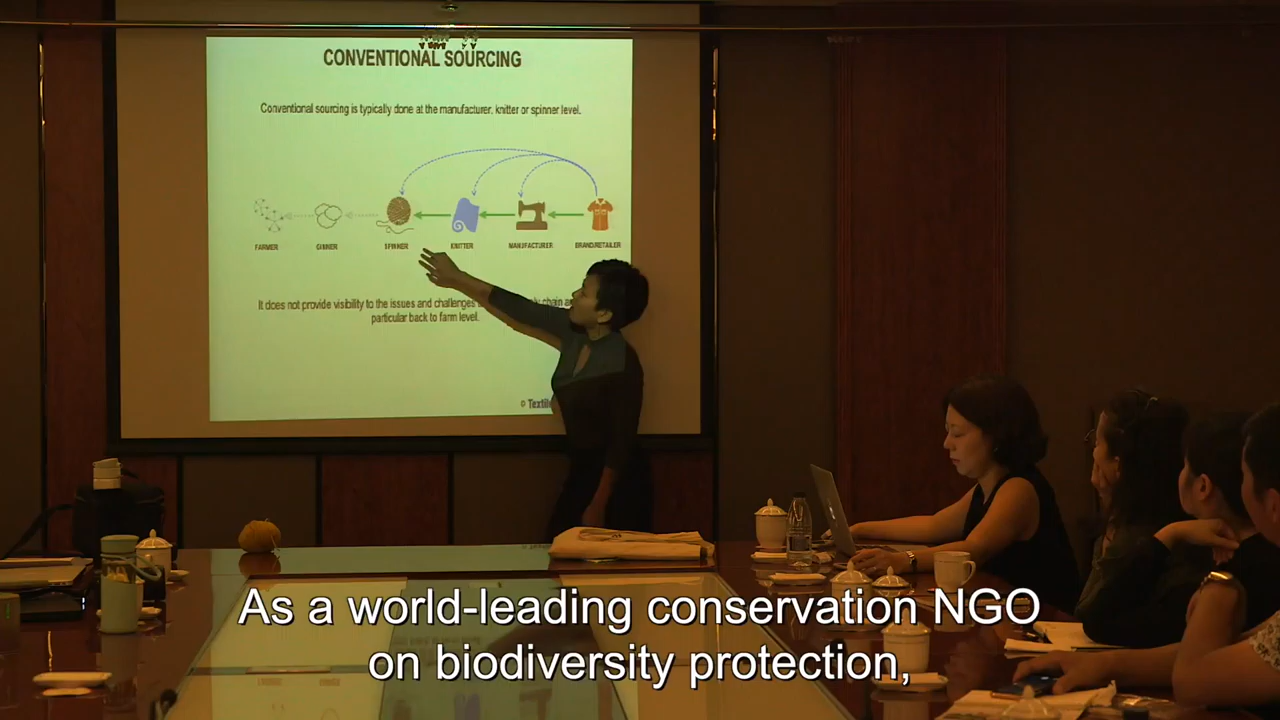 CONVENTIONAL SOURCING
Conventional sourcing is typically done at the manufacturer, knitter or spinner level.
FARMER GINNER SPINNER KNITTER MANUFACTURER BRAND/RETAILER
It does not provide visibility to the issues and challenges chain
particular back to farm level.
©
As a world-leading conservation NGO
on biodiversity protection,